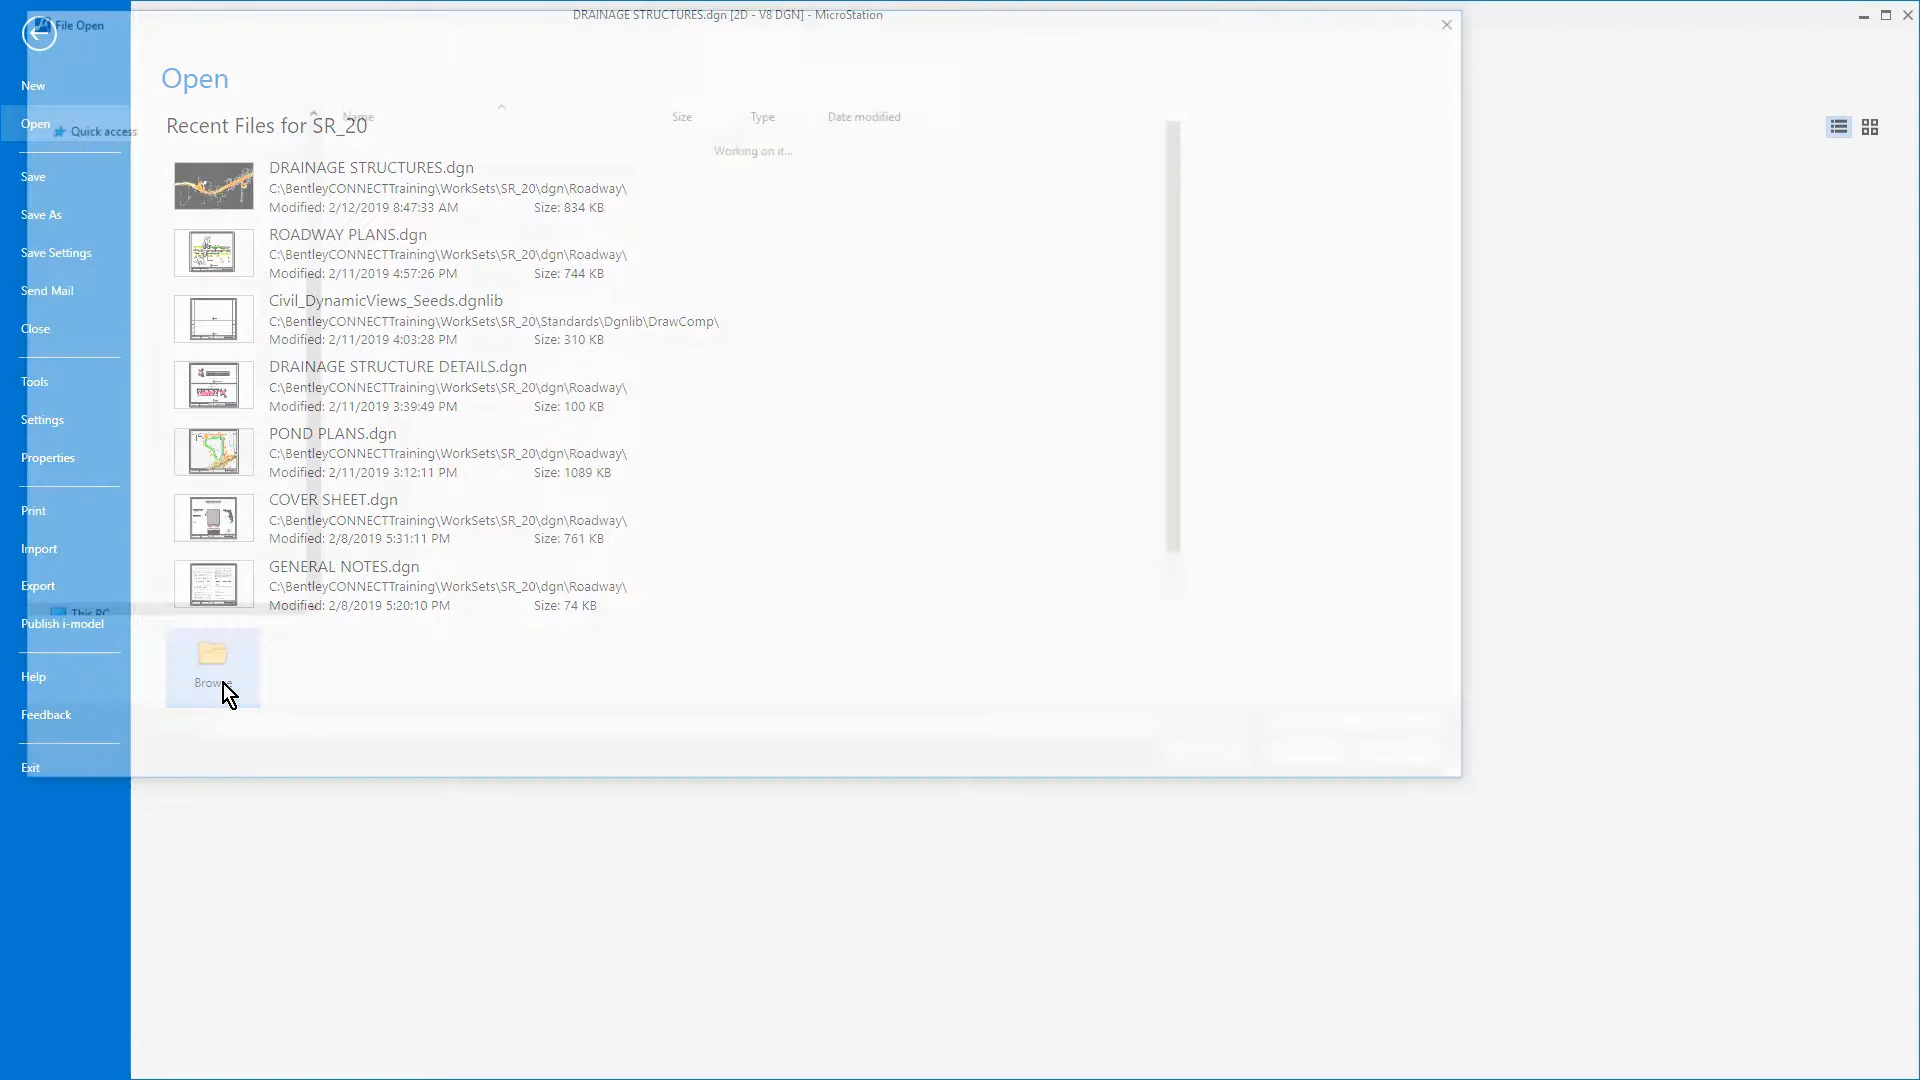 DRAINAGE STRUCTURES.dgn [2D - V8 DGN] - MicroStation
File Open
New
Open
Quick access
Save
Save As
Save Settings
Send Mail
Close
Tools
Settings
Properties
Print
Import
Export
This PC
Publish i-model
Help
Feedback
Exit
Open
Recent Files for SR_20
Name
Size
Type
Date modified
Working on it...
DRAINAGE STRUCTURES.dgn
C:\BentleyCONNECTTraining\WorkSets\SR_20\dgn\Roadway\
Modified: 2/12/2019 8:47:33 AM Size: 834 KB
ROADWAY PLANS.dgn
C:\BentleyCONNECTTraining\WorkSets\SR_20\dgn\Roadway\
Modified: 2/11/2019 4:57:26 PM Size: 744 KB
Civil_DynamicViews_Seeds.dgnlib
C:\BentleyCONNECTTraining\WorkSets\SR_20\Standards\Dgnlib\DrawComp\
Modified: 2/11/2019 4:03:28 PM Size: 310 KB
DRAINAGE STRUCTURE DETAILS.dgn
C:\BentleyCONNECTTraining\WorkSets\SR_20\dgn\Roadway\
Modified: 2/11/2019 3:39:49 PM Size: 100 KB
POND PLANS.dgn
C:\BentleyCONNECTTraining\WorkSets\SR_20\dgn\Roadway\
Modified: 2/11/2019 3:12:11 PM Size: 1089 KB
COVER SHEET.dgn
C:\BentleyCONNECTTraining\WorkSets\SR_20\dgn\Roadway\
Modified: 2/8/2019 5:31:11 PM Size: 761 KB
GENERAL NOTES.dgn
C:\BentleyCONNECTTraining\WorkSets\SR_20\dgn\Roadway\
Modified: 2/8/2019 5:20:10 PM Size: 74 KB
Browse